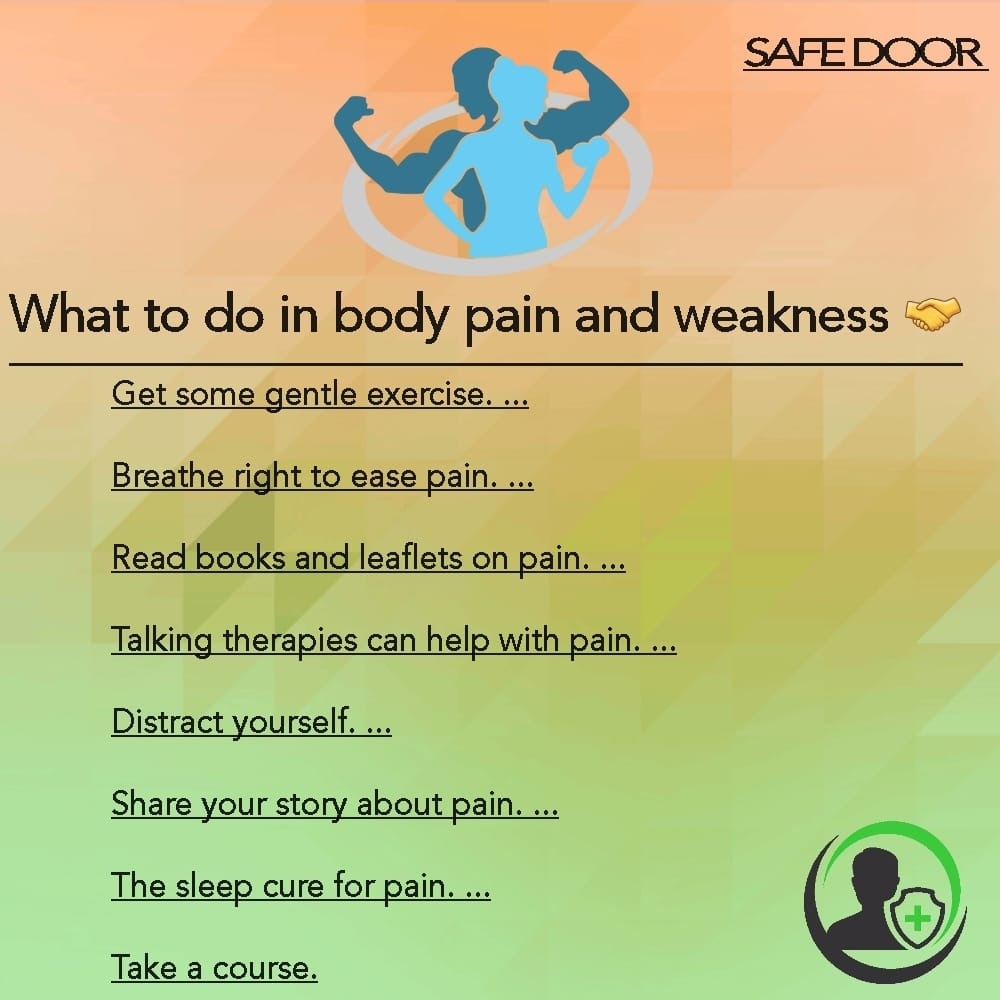 SAFE DOOR
What to do in body pain and weakness 🤝
Get some gentle exercise. ...
Breathe right to ease pain. ...
Read books and leaflets on pain. ...
Talking therapies can help with pain. ...
Distract yourself. ...
Share your story about pain. ...
The sleep cure for pain. ...
Take a course.